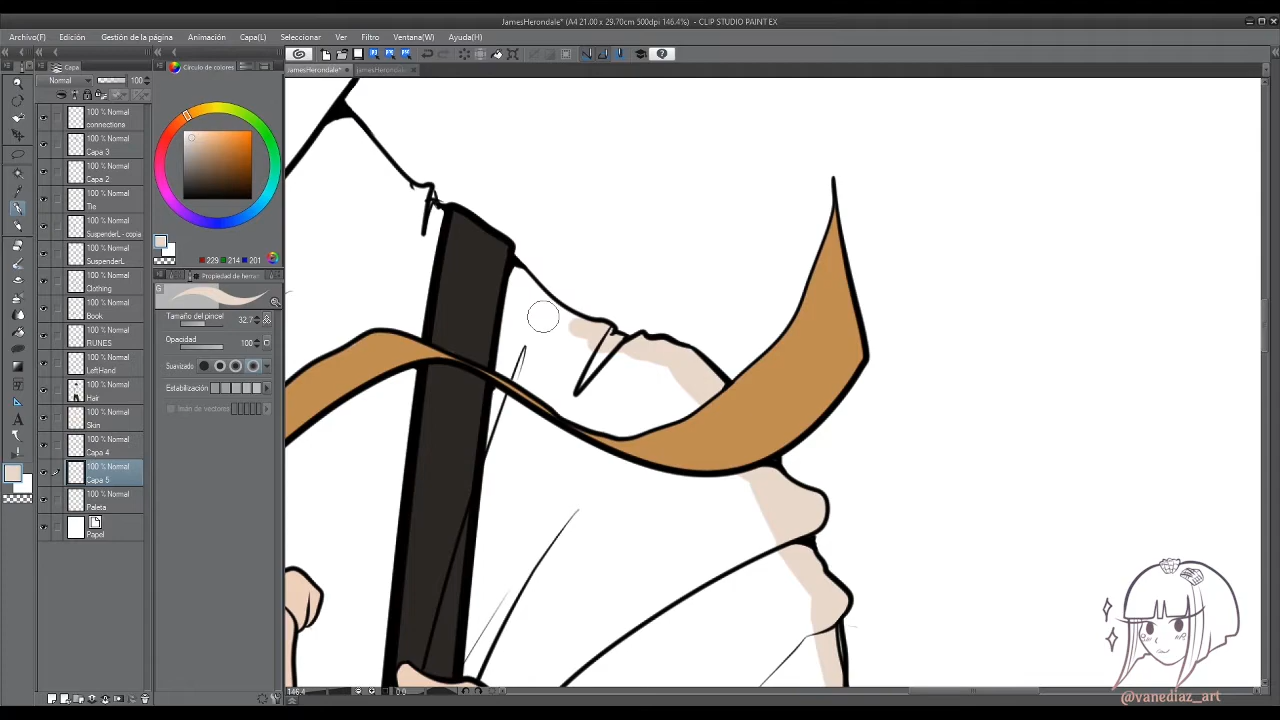 JamesHerondale* (A4 21.00 x 29.70cm 500dpi 146.4%) - CLIP STUDIO PAINT EX
Archivo(F) Edición Gestión de la página Animación Capa(L) Seleccionar Ver Filtro Ventana(W) Ayuda(H)
Capa Círculo de colores JamesHerondale* JamesHerondale
Normal 100
100 % Normal
connections
100 % Normal
Capa 3
100 % Normal
Capa 2
100 % Normal
Tie
100 % Normal
SuspenderL - copia
100 % Normal
SuspenderL
100 % Normal
Clothing
100 % Normal
Book
100 % Normal
RUNES
100 % Normal
LeftHand
100 % Normal
Hair
100 % Normal
Skin
100 % Normal
Capa 4
100 % Normal
Capa 5
100 % Normal
Paleta
Papel
229 214 201
Propiedad de herra
G
Tamaño del pincel 32.7
Opacidad 100
Suavizado
Estabilización
Imán de vectores
146.4 0.0
@vanediaz_art